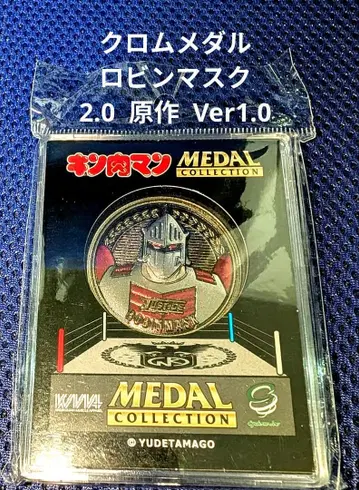 クロムメダル
ロビンマスク
2.0 原作 Ver1.0
キン肉マン MEDAL
COLLECTION
MEDAL
COLLECTION
© YUDETAMAGO